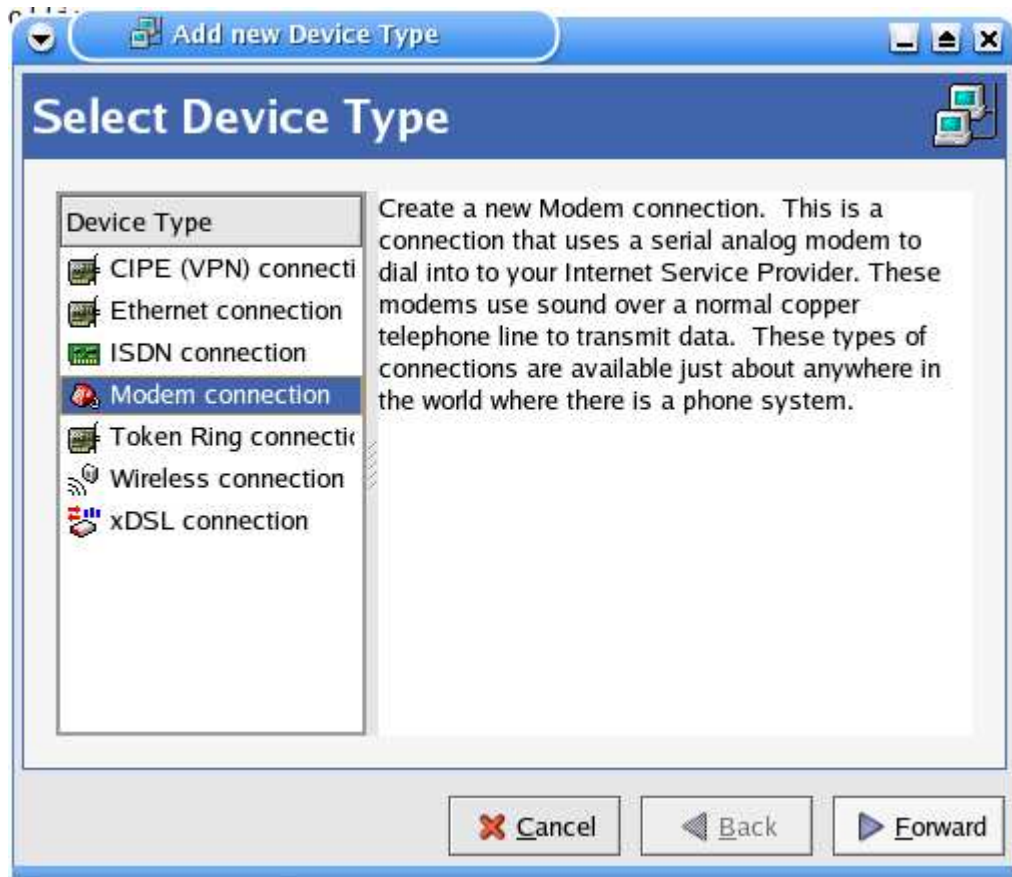 Add new Device Type
Select Device Type
Device Type
CIPE (VPN) connecti
Ethernet connection
ISDN connection
Modem connection
Token Ring connectio
Wireless connection
xDSL connection
Create a new Modem connection.  This is a
connection that uses a serial analog modem to
dial into to your Internet Service Provider. These
modems use sound over a normal copper
telephone line to transmit data.  These types of
connections are available just about anywhere in
the world where there is a phone system.
Cancel
Back
Forward